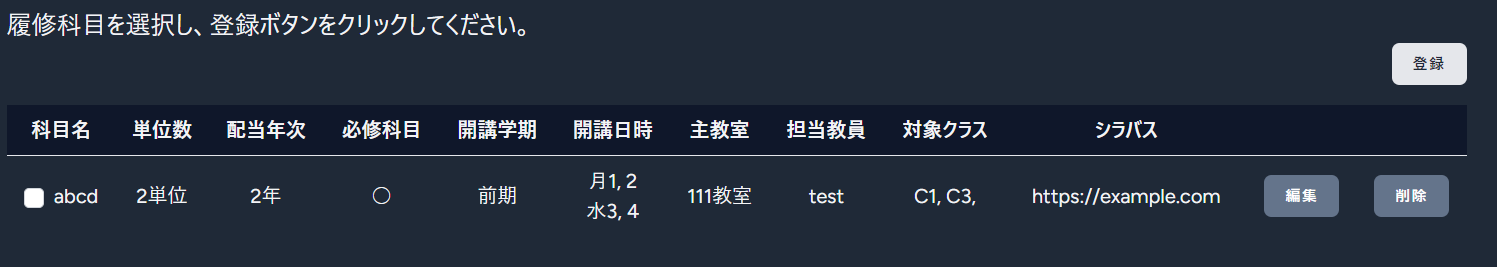 履修科目を選択し、登録ボタンをクリックしてください。
登録
科目名 単位数 配当年次 必修科目 開講学期 開講日時 主教室 担当教員 対象クラス シラバス
abcd 2単位 2年 〇 前期 月1, 2 111教室 test C1, C3, https://example.com 編集 削除
水3, 4